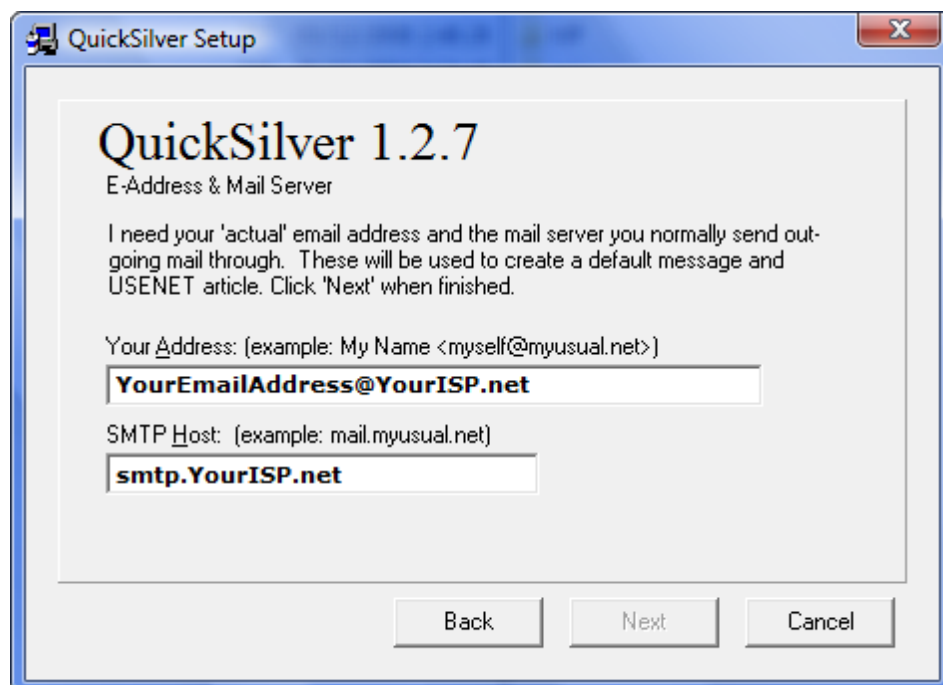 QuickSilver Setup
QuickSilver 1.2.7
E-Address & Mail Server
I need your 'actual' email address and the mail server you normally send out-
going mail through.  These will be used to create a default message and
USENET article. Click 'Next' when finished.
Your Address: (example: My Name <myself@myusual.net>)
YourEmailAddress@YourISP.net
SMTP Host:  (example: mail.myusual.net)
smtp.YourISP.net
Back Next Cancel